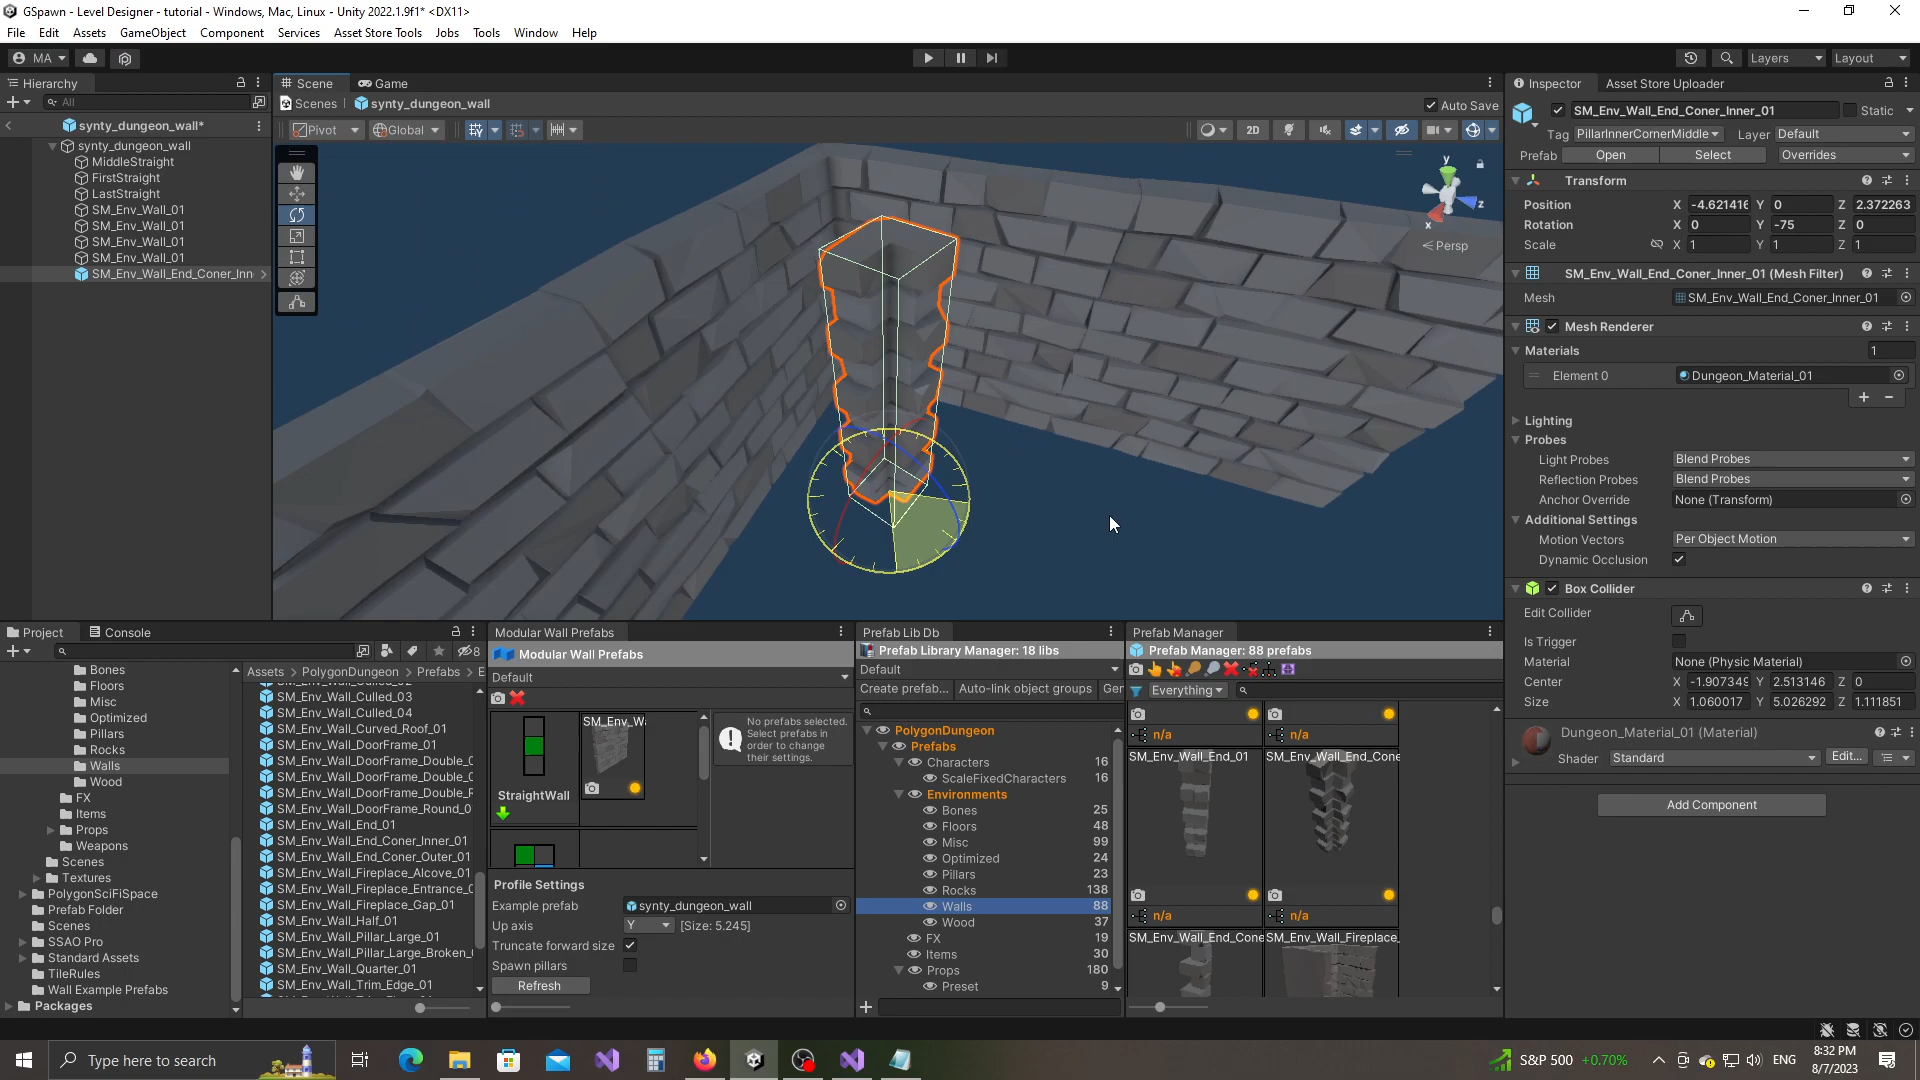 GSpawn - Level Designer - tutorial - Windows, Mac, Linux - Unity 2022.1.9f1* <DX11>
File Edit Assets GameObject Component Services Asset Store Tools Jobs Tools Window Help
MA
Layers Layout
Hierarchy
All
synty_dungeon_wall*
synty_dungeon_wall
MiddleStraight
FirstStraight
LastStraight
SM_Env_Wall_01
SM_Env_Wall_01
SM_Env_Wall_01
SM_Env_Wall_01
SM_Env_Wall_End_Coner_Inn
Scene Game
Scenes synty_dungeon_wall
Auto Save
Pivot Global
2D
y
z
x
< Persp
Inspector Asset Store Uploader
SM_Env_Wall_End_Coner_Inner_01 Static
Tag PillarInnerCornerMiddle Layer Default
Prefab Open Select Overrides
Transform
Position X -4.621416 Y 0 Z 2.372263
Rotation X 0 Y -75 Z 0
Scale X 1 Y 1 Z 1
SM_Env_Wall_End_Coner_Inner_01 (Mesh Filter)
Mesh SM_Env_Wall_End_Coner_Inner_01
Mesh Renderer
Materials 1
Element 0 Dungeon_Material_01
Lighting
Probes
Light Probes Blend Probes
Reflection Probes Blend Probes
Anchor Override None (Transform)
Additional Settings
Motion Vectors Per Object Motion
Dynamic Occlusion
Box Collider
Edit Collider
Is Trigger
Material None (Physic Material)
Center X -1.907349 Y 2.513146 Z 0
Size X 1.060017 Y 5.026292 Z 1.111851
Dungeon_Material_01 (Material)
Shader Standard Edit...
Add Component
Project Console
8
Bones
Floors
Misc
Optimized
Pillars
Rocks
Walls
Wood
FX
Items
Props
Weapons
Scenes
Textures
PolygonSciFiSpace
Prefab Folder
Scenes
SSAO Pro
Standard Assets
TileRules
Wall Example Prefabs
Packages
Assets PolygonDungeon Prefabs E
SM_Env_Wall_Culled_03
SM_Env_Wall_Culled_04
SM_Env_Wall_Curved_Roof_01
SM_Env_Wall_DoorFrame_01
SM_Env_Wall_DoorFrame_Double_0
SM_Env_Wall_DoorFrame_Double_0
SM_Env_Wall_DoorFrame_Double_R
SM_Env_Wall_DoorFrame_Round_0
SM_Env_Wall_End_01
SM_Env_Wall_End_Coner_Inner_01
SM_Env_Wall_End_Coner_Outer_01
SM_Env_Wall_Fireplace_Alcove_01
SM_Env_Wall_Fireplace_Entrance_0
SM_Env_Wall_Fireplace_Gap_01
SM_Env_Wall_Half_01
SM_Env_Wall_Pillar_Large_01
SM_Env_Wall_Pillar_Large_Broken_
SM_Env_Wall_Quarter_01
SM_Env_Wall_Trim_Edge_01
Modular Wall Prefabs
Modular Wall Prefabs
Default
StraightWall
SM_Env_Wa
No prefabs selected. Select prefabs in order to change their settings.
Profile Settings
Example prefab synty_dungeon_wall
Up axis Y [Size: 5.245]
Truncate forward size
Spawn pillars
Refresh
Prefab Lib Db
Prefab Library Manager: 18 libs
Default
Create prefab... Auto-link object groups Ger
PolygonDungeon
Prefabs
Characters 16
ScaleFixedCharacters 16
Environments
Bones 25
Floors 48
Misc 99
Optimized 24
Pillars 23
Rocks 138
Walls 88
Wood 37
FX 19
Items 30
Props 180
Preset 9
Prefab Manager
Prefab Manager: 88 prefabs
Everything
n/a n/a
SM_Env_Wall_End_01 SM_Env_Wall_End_Cone
n/a n/a
SM_Env_Wall_End_Cone SM_Env_Wall_Fireplace_
Type here to search
S&P 500 +0.70%
ENG
8:32 PM
8/7/2023